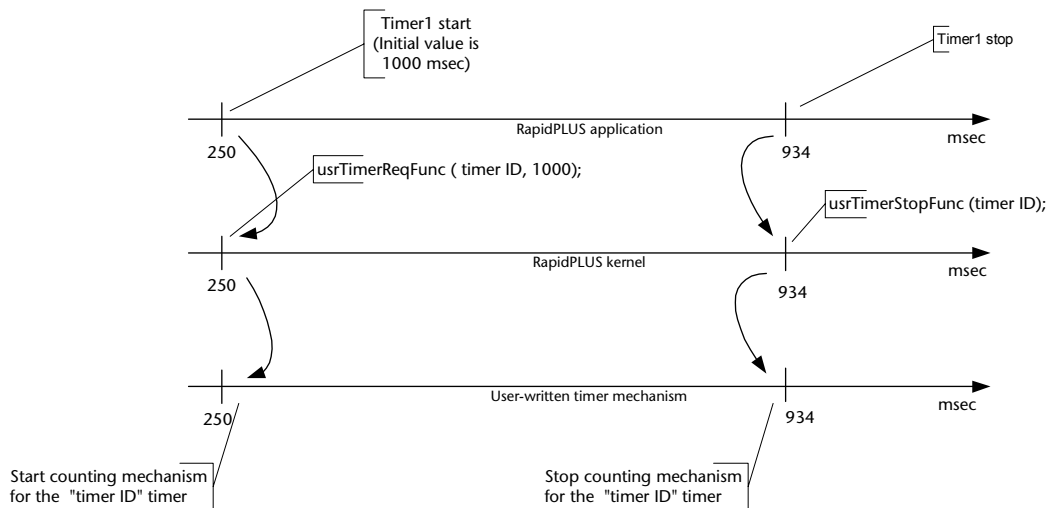 Timer1 start
(Initial value is
1000 msec)
Timer1 stop
RapidPLUS application
msec
250
934
usrTimerReqFunc ( timer ID, 1000);
usrTimerStopFunc (timer ID);
RapidPLUS kernel
msec
250
934
User-written timer mechanism
msec
250
934
Start counting mechanism
for the  "timer ID" timer
Stop counting mechanism
for the  "timer ID" timer